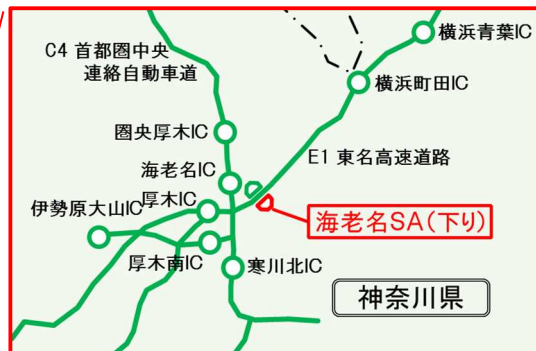 横浜青葉IC
C4 首都圏中央
連絡自動車道
横浜町田IC
圏央厚木IC
E1 東名高速道路
海老名IC
厚木IC
伊勢原大山IC
海老名SA(下り)
厚木南IC
寒川北IC
神奈川県